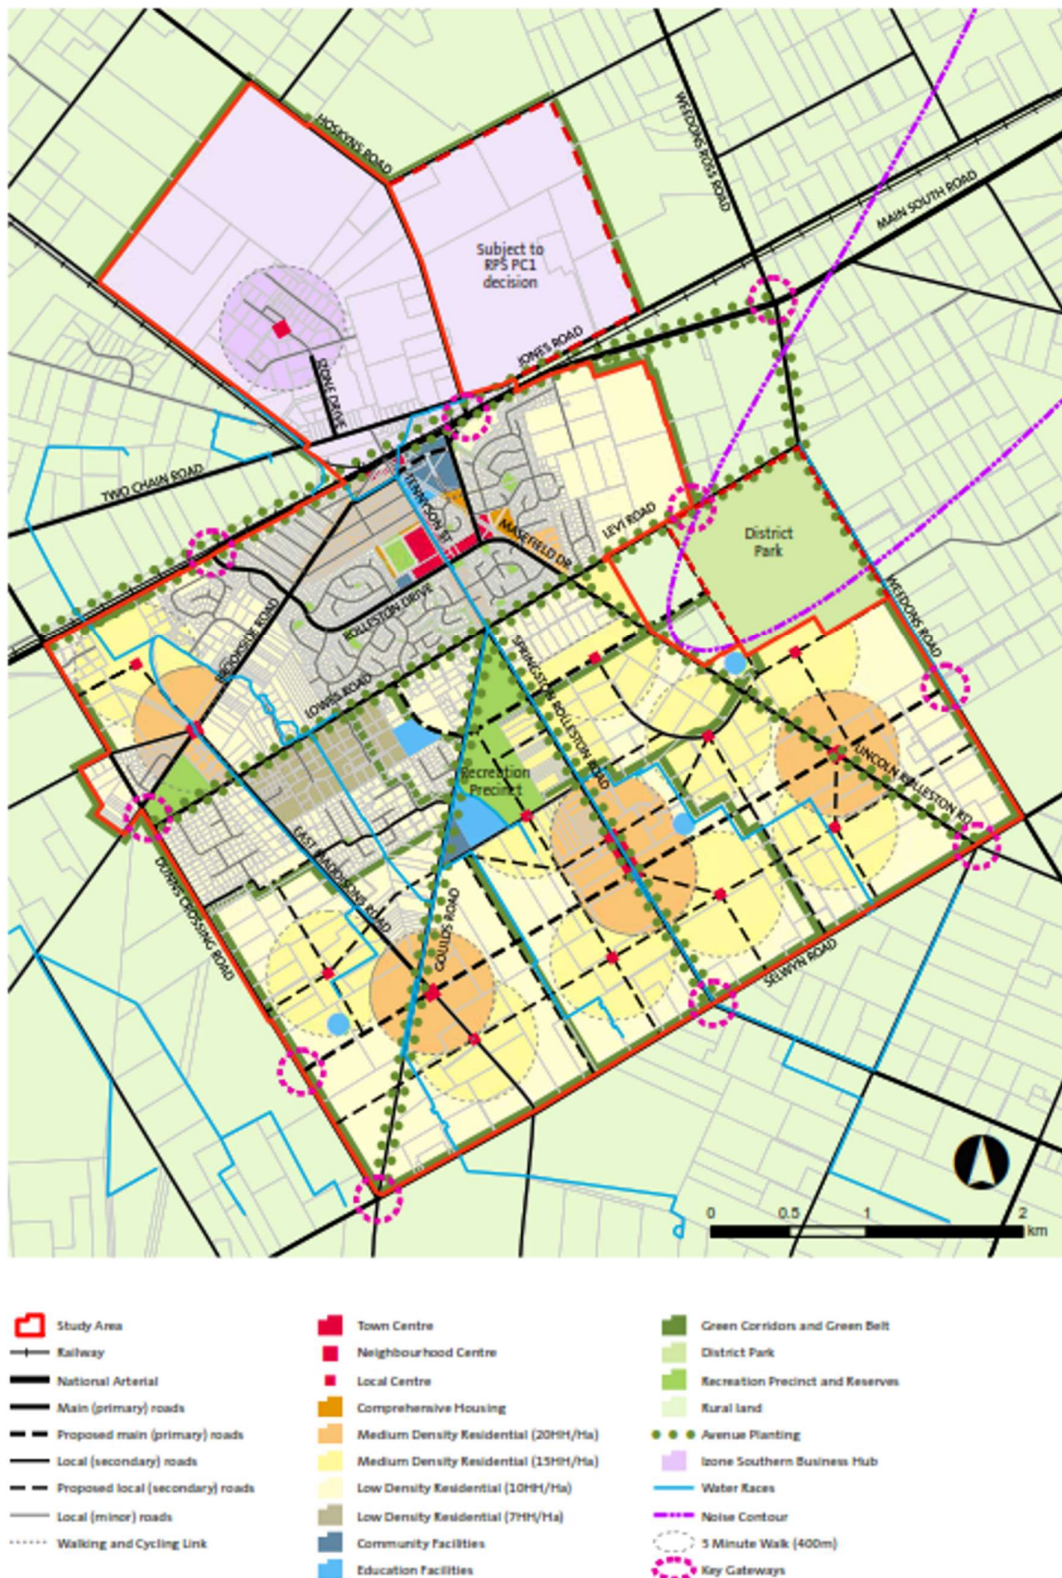 HOSKYNS ROAD
WEEDONS ROSS ROAD
MAIN SOUTH ROAD
Subject to
RPS PC1
decision
JONES ROAD
IZONE DRIVE
TWO CHAIN ROAD
TENNYSON ST
MASEFIELD DR
LEVI ROAD
District
Park
ROLLESTON DRIVE
BROOKSIDE ROAD
LOWES ROAD
SPRINGSTON ROLLESTON ROAD
WEEDONS ROAD
Recreation
Precinct
LINCOLN ROLLESTON RD
EAST MADDISONS ROAD
DUNNS CROSSING ROAD
GOULDS ROAD
SELWYN ROAD
0 0.5 1 2
km
Study Area
Railway
National Arterial
Main (primary) roads
Proposed main (primary) roads
Local (secondary) roads
Proposed local (secondary) roads
Local (minor) roads
Walking and Cycling Link
Town Centre
Neighbourhood Centre
Local Centre
Comprehensive Housing
Medium Density Residential (20HH/Ha)
Medium Density Residential (15HH/Ha)
Low Density Residential (10HH/Ha)
Low Density Residential (7HH/Ha)
Community Facilities
Education Facilities
Green Corridors and Green Belt
District Park
Recreation Precinct and Reserves
Rural land
Avenue Planting
Izone Southern Business Hub
Water Races
Noise Contour
5 Minute Walk (400m)
Key Gateways